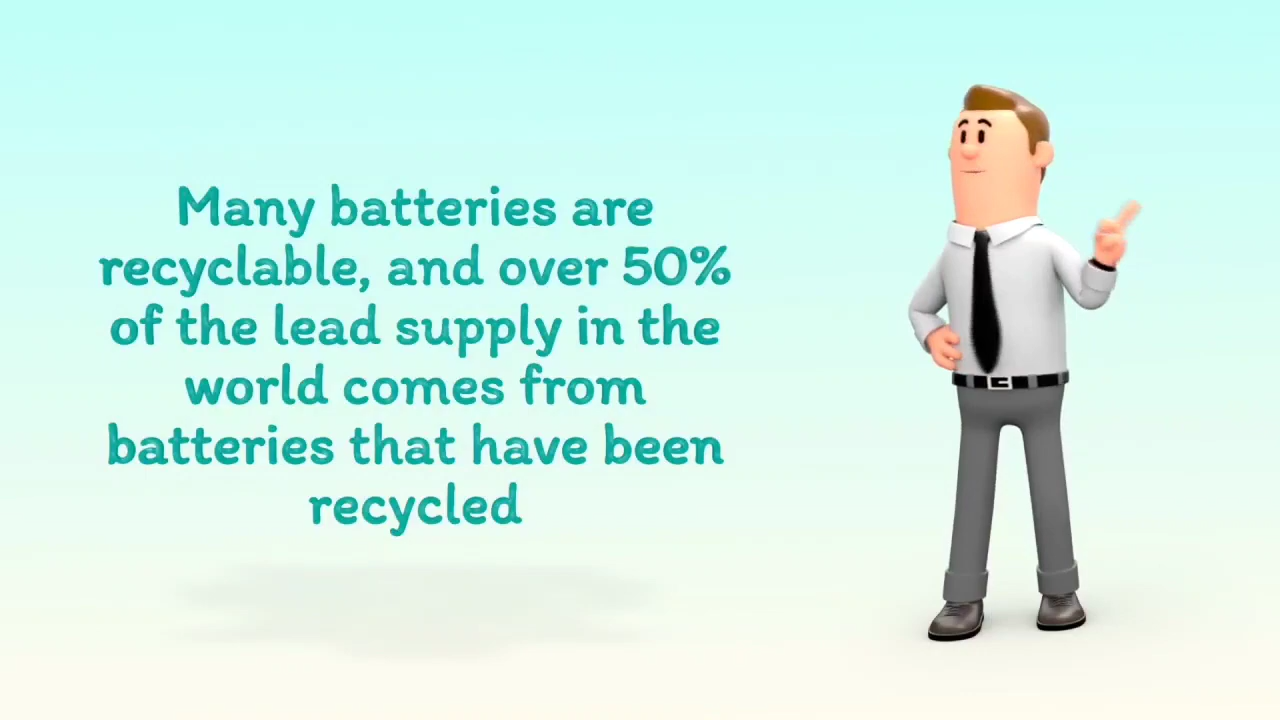 Many batteries are
recyclable, and over 50%
of the lead supply in the
world comes from
batteries that have been
recycled